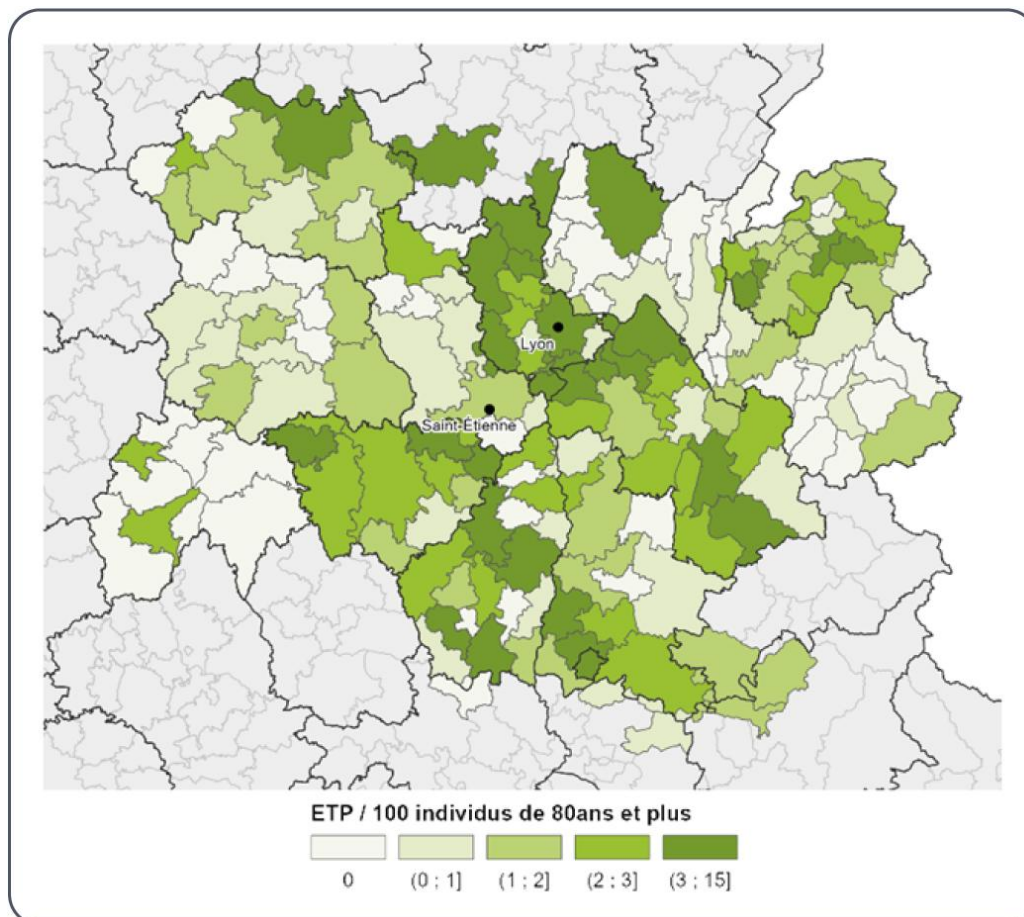 Lyon
Saint-Étienne
ETP / 100 individus de 80ans et plus
0 (0 ; 1] (1 ; 2] (2 ; 3] (3 ; 15]